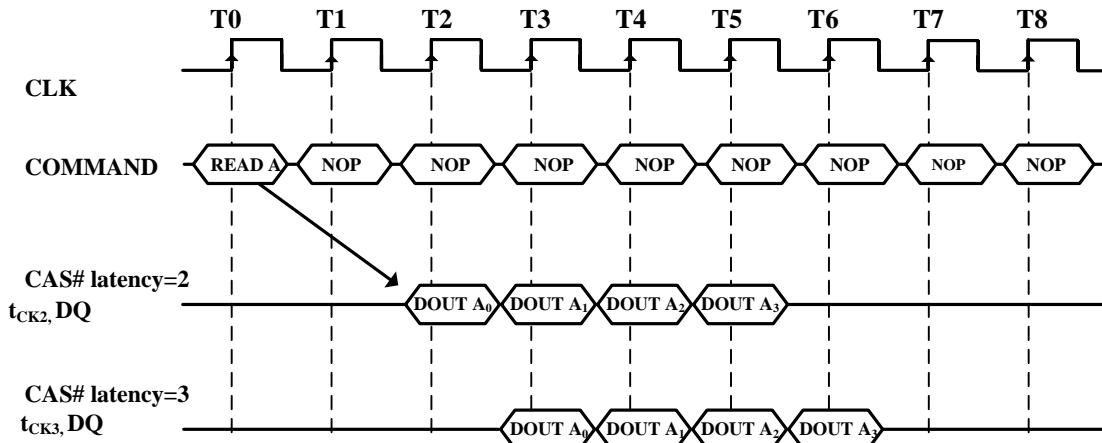 T0 T1 T2 T3 T4 T5 T6 T7 T8
CLK
COMMAND READ A NOP NOP NOP NOP NOP NOP NOP NOP
CAS# latency=2
tCK2, DQ DOUT A0 DOUT A1 DOUT A2 DOUT A3
CAS# latency=3
tCK3, DQ DOUT A0 DOUT A1 DOUT A2 DOUT A3